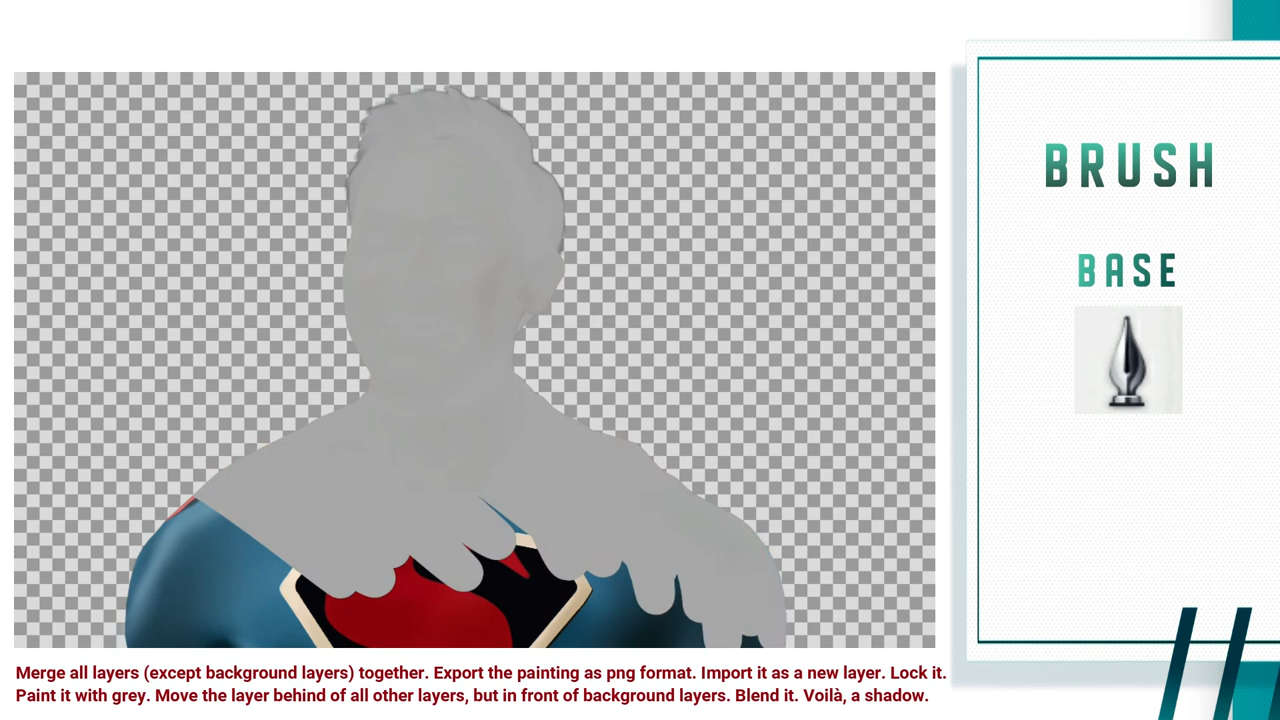 BRUSH
BASE
Merge all layers (except background layers) together. Export the painting as png format. Import it as a new layer. Lock it.
Paint it with grey. Move the layer behind of all other layers, but in front of background layers. Blend it. Voilà, a shadow.